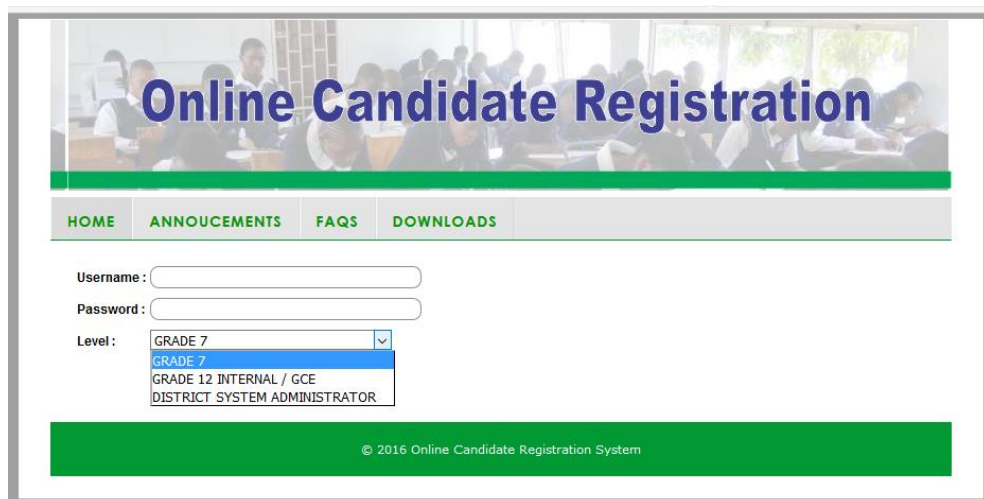 Online Candidate Registration
HOME ANNOUCEMENTS FAQS DOWNLOADS
Username :
Password :
Level : GRADE 7
GRADE 7
GRADE 12 INTERNAL / GCE
DISTRICT SYSTEM ADMINISTRATOR
© 2016 Online Candidate Registration System